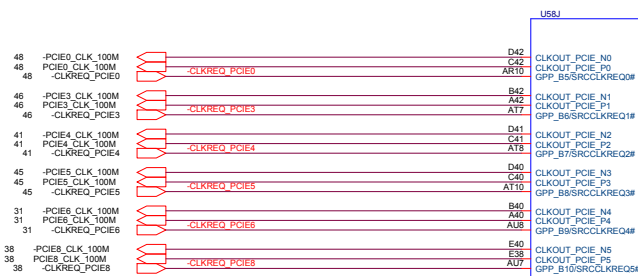 U58J
48 -PCIE0_CLK_100M D42 CLKOUT_PCIE_N0
48 PCIE0_CLK_100M C42 CLKOUT_PCIE_P0
48 -CLKREQ_PCIE0 -CLKREQ_PCIE0 AR10 GPP_B5/SRCCLKREQ0#
46 -PCIE3_CLK_100M B42 CLKOUT_PCIE_N1
46 PCIE3_CLK_100M A42 CLKOUT_PCIE_P1
46 -CLKREQ_PCIE3 -CLKREQ_PCIE3 AT7 GPP_B6/SRCCLKREQ1#
41 -PCIE4_CLK_100M D41 CLKOUT_PCIE_N2
41 PCIE4_CLK_100M C41 CLKOUT_PCIE_P2
41 -CLKREQ_PCIE4 -CLKREQ_PCIE4 AT8 GPP_B7/SRCCLKREQ2#
45 -PCIE5_CLK_100M D40 CLKOUT_PCIE_N3
45 PCIE5_CLK_100M C40 CLKOUT_PCIE_P3
45 -CLKREQ_PCIE5 -CLKREQ_PCIE5 AT10 GPP_B8/SRCCLKREQ3#
31 -PCIE6_CLK_100M B40 CLKOUT_PCIE_N4
31 PCIE6_CLK_100M A40 CLKOUT_PCIE_P4
31 -CLKREQ_PCIE6 -CLKREQ_PCIE6 AU8 GPP_B9/SRCCLKREQ4#
38 -PCIE8_CLK_100M E40 CLKOUT_PCIE_N5
38 PCIE8_CLK_100M E38 CLKOUT_PCIE_P5
38 -CLKREQ_PCIE8 -CLKREQ_PCIE8 AU7 GPP_B10/SRCCLKREQ5#